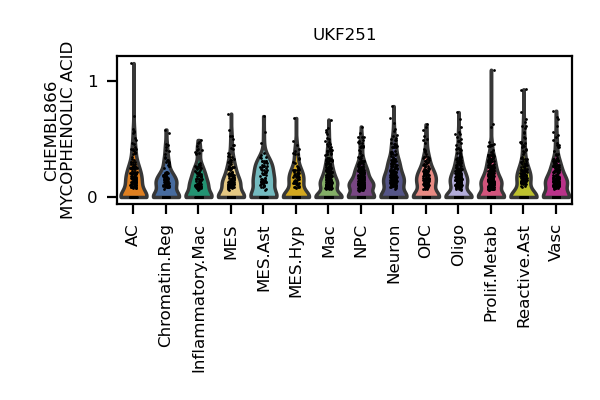 UKF251
CHEMBL866
MYCOPHENOLIC ACID
1
0
AC
Chromatin.Reg
Inflammatory.Mac
MES
MES.Ast
MES.Hyp
Mac
NPC
Neuron
OPC
Oligo
Prolif.Metab
Reactive.Ast
Vasc